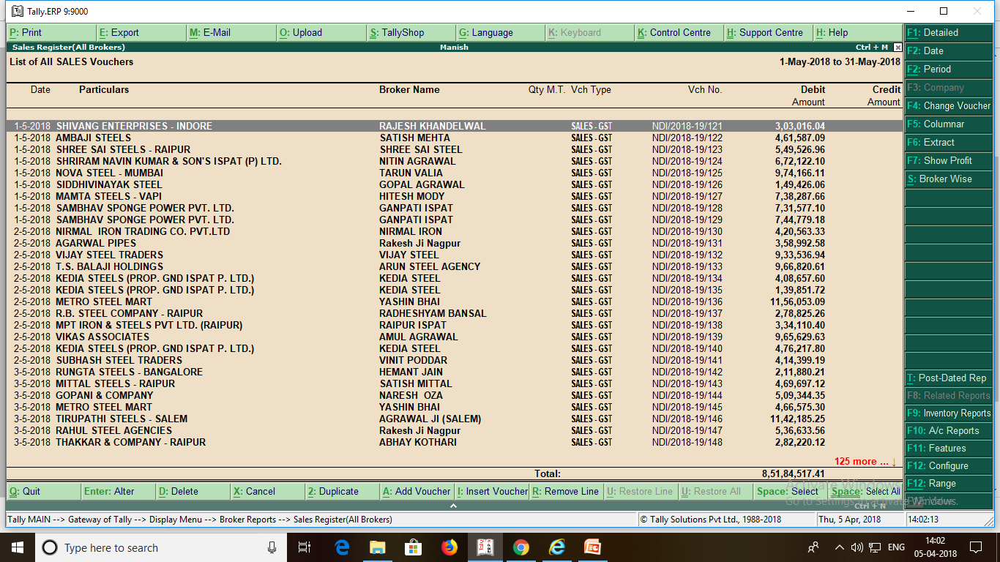 Tally.ERP 9:9000
P: Print E: Export M: E-Mail O: Upload S: TallyShop G: Language K: Keyboard K: Control Centre H: Support Centre H: Help
Sales Register(All Brokers) Manish Ctrl + M
List of All SALES Vouchers 1-May-2018 to 31-May-2018
Date Particulars Broker Name Qty M.T. Vch Type Vch No. Debit Credit
Amount Amount
1-5-2018 SHIVANG ENTERPRISES - INDORE RAJESH KHANDELWAL SALES - GST NDI/2018-19/121 3,03,016.04
1-5-2018 AMBAJI STEELS SATISH MEHTA SALES - GST NDI/2018-19/122 4,61,587.09
1-5-2018 SHREE SAI STEELS - RAIPUR SHREE SAI STEEL SALES - GST NDI/2018-19/123 5,49,526.96
1-5-2018 SHRIRAM NAVIN KUMAR & SON'S ISPAT (P) LTD. NITIN AGRAWAL SALES - GST NDI/2018-19/124 6,72,122.10
1-5-2018 NOVA STEEL - MUMBAI TARUN VALIA SALES - GST NDI/2018-19/125 9,74,166.11
1-5-2018 SIDDHIVINAYAK STEEL GOPAL AGRAWAL SALES - GST NDI/2018-19/126 1,49,426.06
1-5-2018 MAMTA STEELS - VAPI HITESH MODY SALES - GST NDI/2018-19/127 7,38,287.66
1-5-2018 SAMBHAV SPONGE POWER PVT. LTD. GANPATI ISPAT SALES - GST NDI/2018-19/128 7,31,577.10
1-5-2018 SAMBHAV SPONGE POWER PVT. LTD. GANPATI ISPAT SALES - GST NDI/2018-19/129 7,44,779.18
2-5-2018 NIRMAL IRON TRADING CO. PVT.LTD NIRMAL IRON SALES - GST NDI/2018-19/130 4,20,563.33
2-5-2018 AGARWAL PIPES Rakesh Ji Nagpur SALES - GST NDI/2018-19/131 3,58,992.58
2-5-2018 VIJAY STEEL TRADERS VIJAY STEEL SALES - GST NDI/2018-19/132 9,33,536.94
2-5-2018 T.S. BALAJI HOLDINGS ARUN STEEL AGENCY SALES - GST NDI/2018-19/133 9,66,820.61
2-5-2018 KEDIA STEELS (PROP. GND ISPAT P. LTD.) KEDIA STEEL SALES - GST NDI/2018-19/134 4,08,657.60
2-5-2018 KEDIA STEELS (PROP. GND ISPAT P. LTD.) KEDIA STEEL SALES - GST NDI/2018-19/135 1,39,851.72
2-5-2018 METRO STEEL MART YASHIN BHAI SALES - GST NDI/2018-19/136 11,56,053.09
2-5-2018 R.B. STEEL COMPANY - RAIPUR RADHESHYAM BANSAL SALES - GST NDI/2018-19/137 2,78,825.26
2-5-2018 MPT IRON & STEELS PVT LTD. (RAIPUR) RAIPUR ISPAT SALES - GST NDI/2018-19/138 3,34,110.40
2-5-2018 VIKAS ASSOCIATES AMUL AGRAWAL SALES - GST NDI/2018-19/139 9,65,629.63
2-5-2018 KEDIA STEELS (PROP. GND ISPAT P. LTD.) KEDIA STEEL SALES - GST NDI/2018-19/140 4,76,217.80
2-5-2018 SUBHASH STEEL TRADERS VINIT PODDAR SALES - GST NDI/2018-19/141 4,14,399.19
3-5-2018 RUNGTA STEELS - BANGALORE HEMANT JAIN SALES - GST NDI/2018-19/142 2,11,880.21
3-5-2018 MITTAL STEELS - RAIPUR SATISH MITTAL SALES - GST NDI/2018-19/143 4,69,697.12
3-5-2018 GOPANI & COMPANY NARESH OZA SALES - GST NDI/2018-19/144 5,09,344.35
3-5-2018 METRO STEEL MART YASHIN BHAI SALES - GST NDI/2018-19/145 4,66,575.30
3-5-2018 TIRUPATHI STEELS - SALEM AGRAWAL JI (SALEM) SALES - GST NDI/2018-19/146 11,42,185.25
3-5-2018 RAHUL STEEL AGENCIES Rakesh Ji Nagpur SALES - GST NDI/2018-19/147 5,36,633.56
3-5-2018 THAKKAR & COMPANY - RAIPUR ABHAY KOTHARI SALES - GST NDI/2018-19/148 2,82,220.12
125 more ... ↓
Total: 8,51,84,517.41
F1: Detailed
F2: Date
F2: Period
F3: Company
F4: Change Voucher
F5: Columnar
F6: Extract
F7: Show Profit
S: Broker Wise
T: Post-Dated Rep
F8: Related Reports
F9: Inventory Reports
F10: A/c Reports
F11: Features
F12: Configure
F12: Range
F12: Value
Activate Windows
Go to Settings to activate Windows.
Q: Quit Enter: Alter D: Delete X: Cancel 2: Duplicate A: Add Voucher I: Insert Voucher R: Remove Line U: Restore Line U: Restore All Space: Select Space: Select All
Ctrl + N
Tally MAIN --> Gateway of Tally --> Display Menu --> Broker Reports --> Sales Register(All Brokers) © Tally Solutions Pvt Ltd., 1988-2018 Thu, 5 Apr, 2018 14:02:13
Type here to search ENG 14:02
05-04-2018